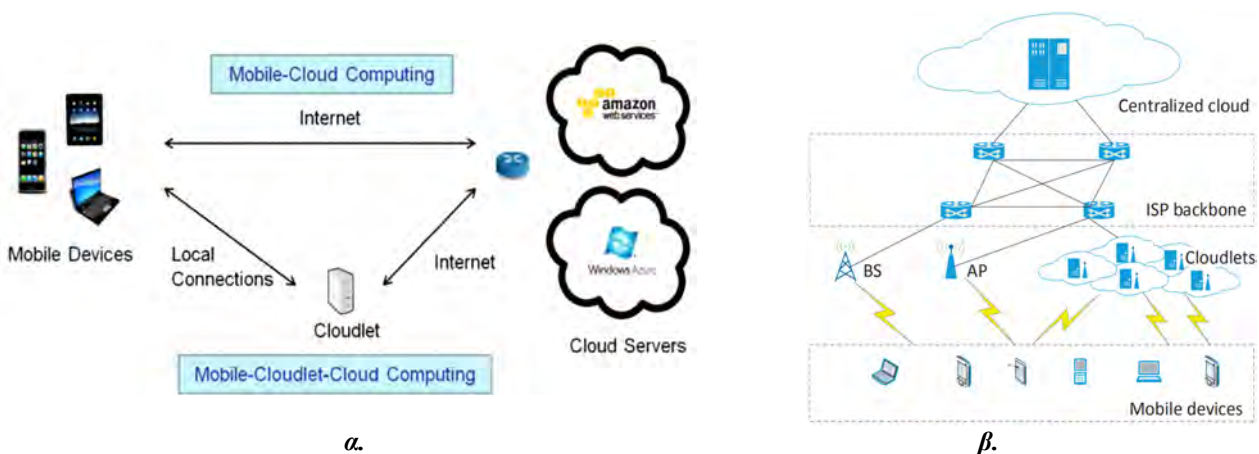 Mobile-Cloud Computing
Internet
amazon
web services™
Mobile Devices
Local
Connections
Internet
Windows Azure
Cloudlet
Cloud Servers
Mobile-Cloudlet-Cloud Computing
α.
Centralized cloud
ISP backbone
BS
AP
Cloudlets
Mobile devices
β.